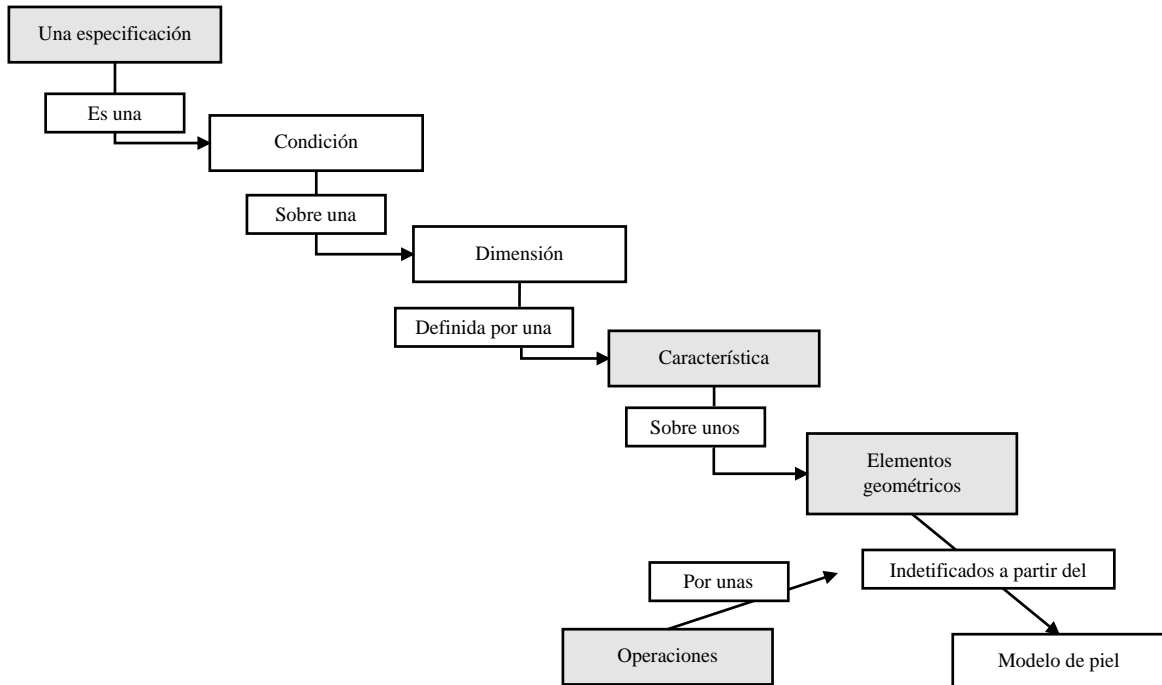 Una especificación
Es una
Condición
Sobre una
Dimensión
Definida por una
Característica
Sobre unos
Elementos
geométricos
Indetificados a partir del
Por unas
Operaciones
Modelo de piel